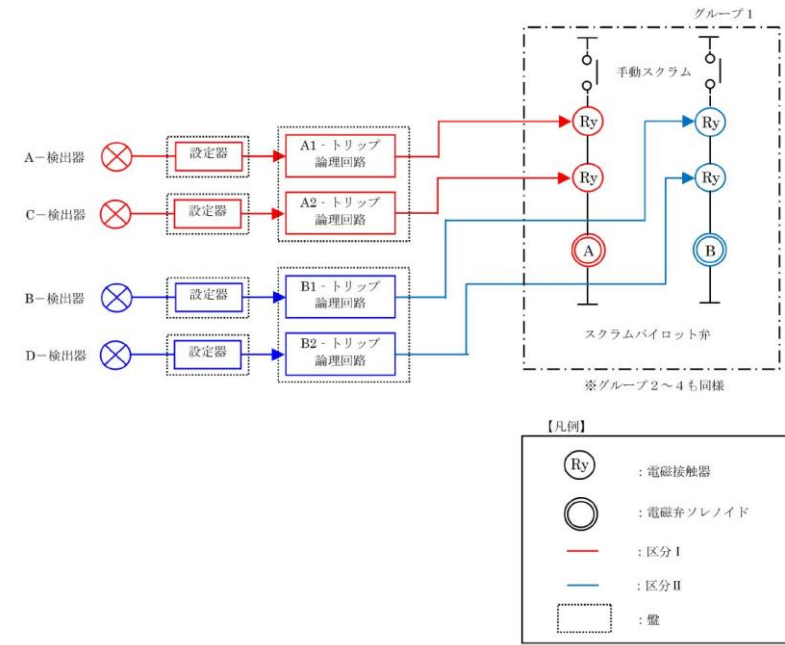 グループ1
手動スクラム
A－検出器
設定器
A1 - トリップ
論理回路
Ry
Ry
C－検出器
設定器
A2 - トリップ
論理回路
Ry
Ry
A
B
B－検出器
設定器
B1 - トリップ
論理回路
D－検出器
設定器
B2 - トリップ
論理回路
スクラムパイロット弁
※グループ2～4も同様
【凡例】
Ry
：電磁接触器
：電磁弁ソレノイド
：区分Ⅰ
：区分Ⅱ
：盤